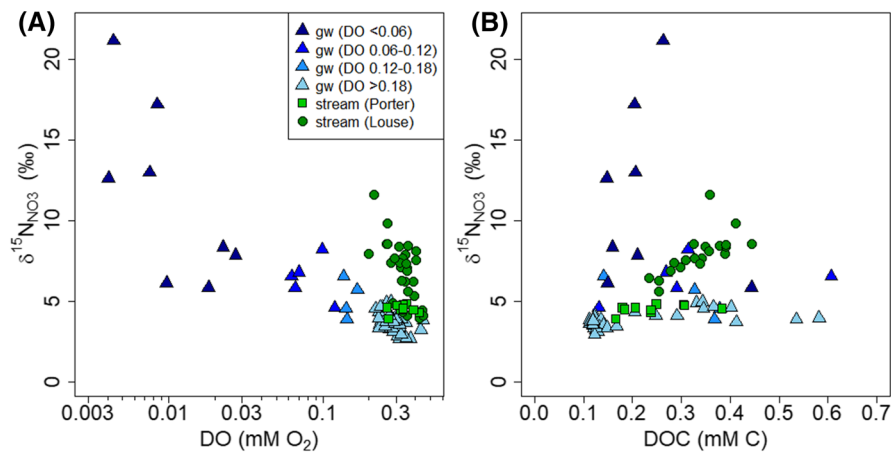 (A)
20
15
10
5
0
δ15NNO3 (‰)
0.003
0.01
0.03
0.1
0.3
DO (mM O2)
gw (DO <0.06)
gw (DO 0.06-0.12)
gw (DO 0.12-0.18)
gw (DO >0.18)
stream (Porter)
stream (Louse)
(B)
20
15
10
5
0
δ15NNO3 (‰)
0.0
0.1
0.2
0.3
0.4
0.5
0.6
0.7
DOC (mM C)